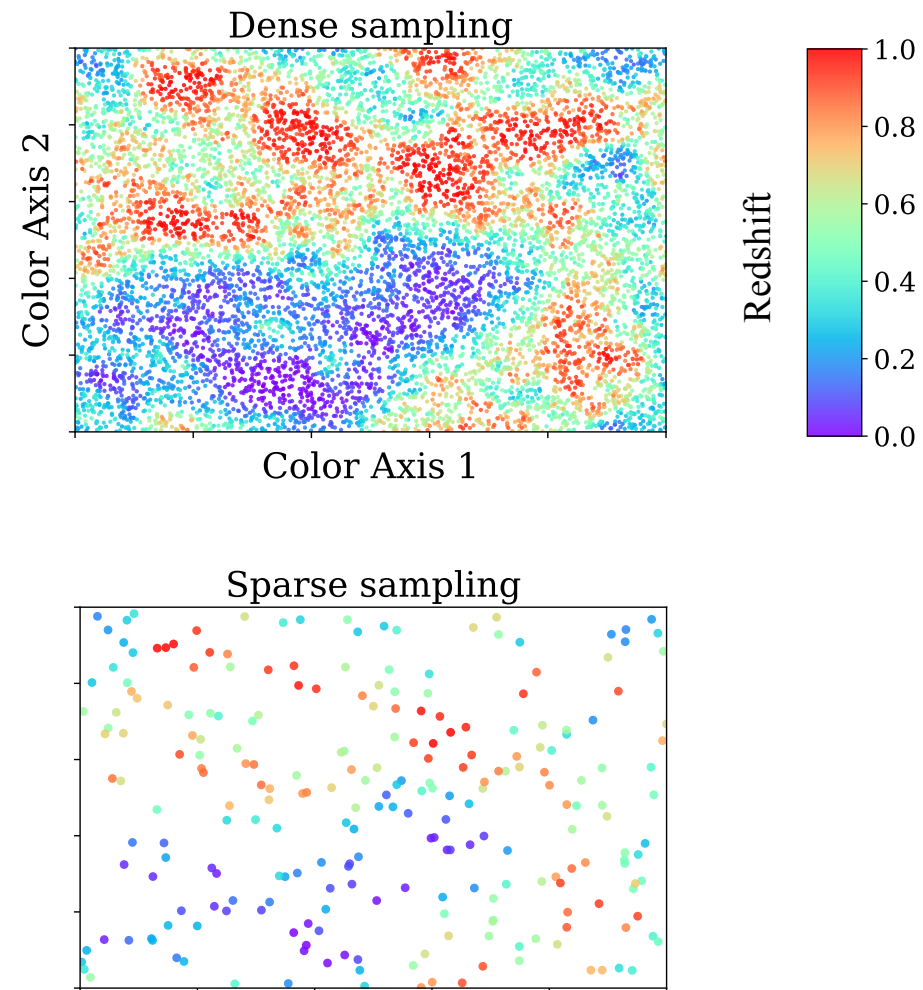 Dense sampling
Color Axis 2
Color Axis 1
Redshift
1.0
0.8
0.6
0.4
0.2
0.0
Sparse sampling